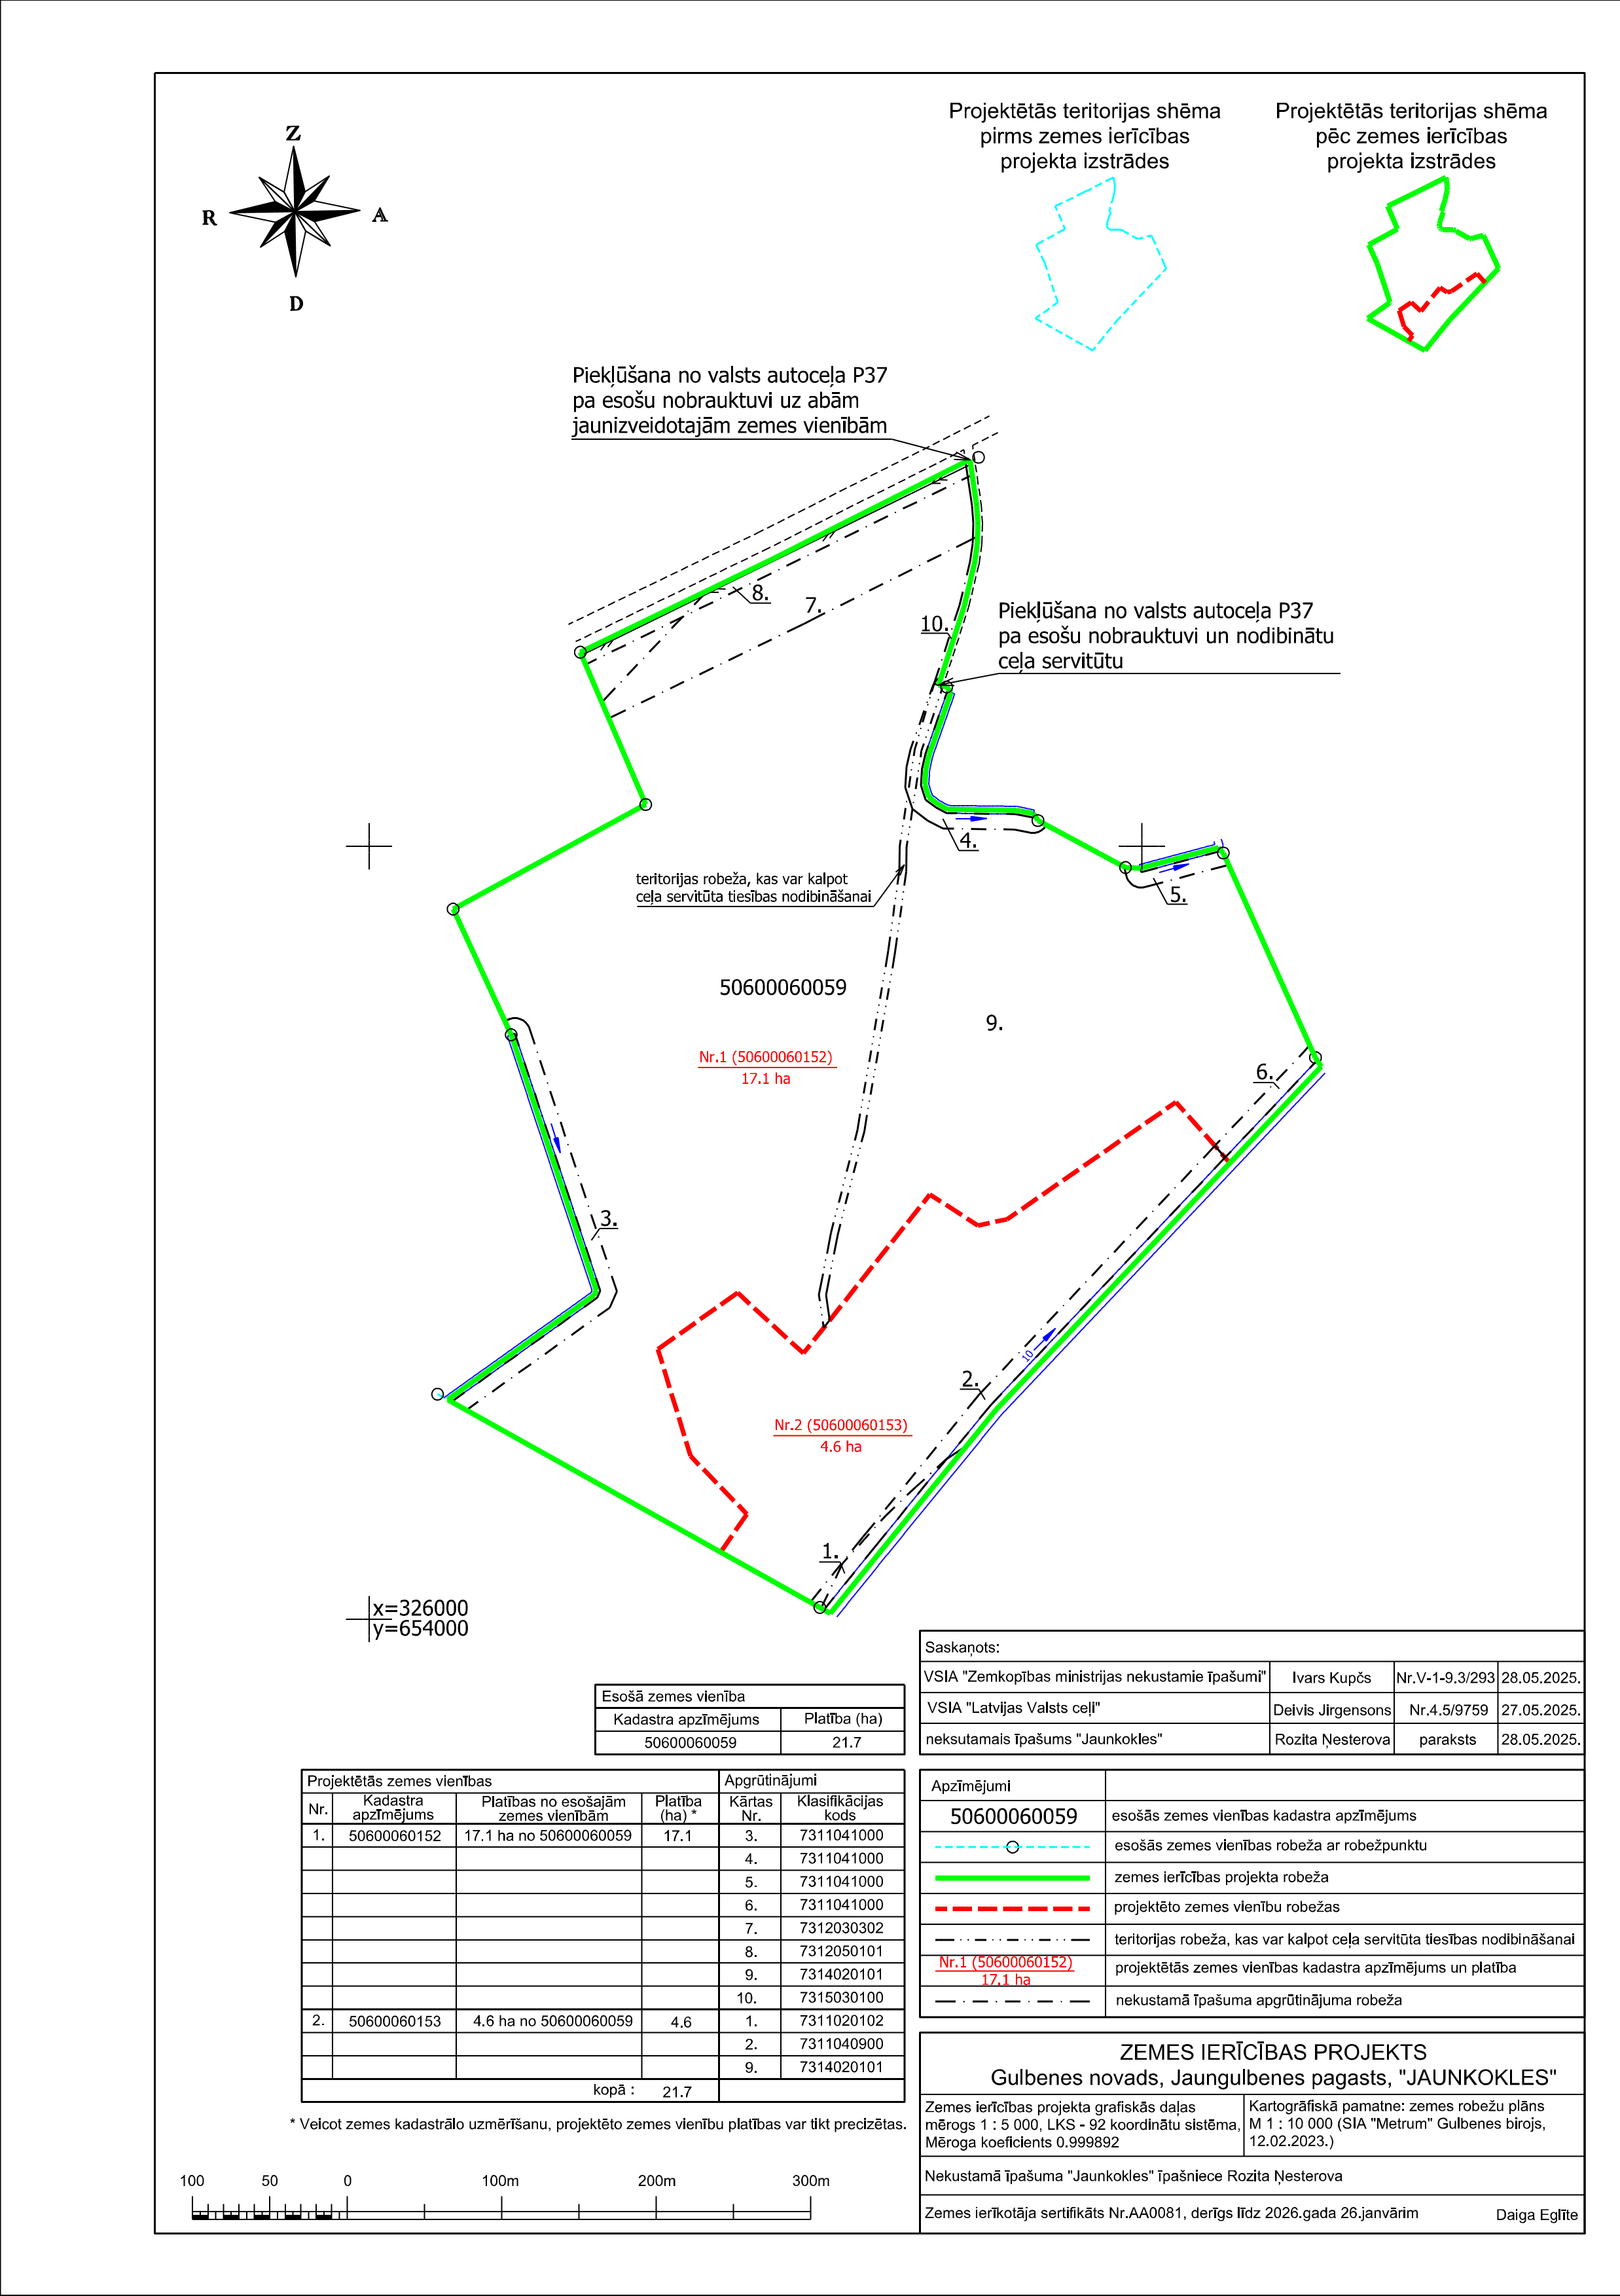 Projektētās teritorijas shēma
pirms zemes ierīcības
projekta izstrādes
Projektētās teritorijas shēma
pēc zemes ierīcības
projekta izstrādes
Z
R
A
D
Piekļūšana no valsts autoceļa P37
pa esošu nobrauktuvi uz abām
jaunizveidotajām zemes vienībām
8.
7.
10.
Piekļūšana no valsts autoceļa P37
pa esošu nobrauktuvi un nodibinātu
ceļa servitūtu
4.
5.
teritorijas robeža, kas var kalpot
ceļa servitūta tiesības nodibināšanai
50600060059
9.
Nr.1 (50600060152)
17.1 ha
6.
3.
10
2.
Nr.2 (50600060153)
4.6 ha
1.
x=326000
y=654000
Saskaņots:
VSIA "Zemkopības ministrijas nekustamie īpašumi" Ivars Kupčs Nr.V-1-9.3/293 28.05.2025.
VSIA "Latvijas Valsts ceļi" Deivis Jirgensons Nr.4.5/9759 27.05.2025.
neksutamais īpašums "Jaunkokles" Rozita Ņesterova paraksts 28.05.2025.
Esošā zemes vienība
Kadastra apzīmējums Platība (ha)
50600060059 21.7
Projektētās zemes vienības Apgrūtinājumi
Nr. Kadastra apzīmējums Platības no esošajām zemes vienībām Platība (ha) * Kārtas Nr. Klasifikācijas kods
1. 50600060152 17.1 ha no 50600060059 17.1 3. 7311041000
4. 7311041000
5. 7311041000
6. 7311041000
7. 7312030302
8. 7312050101
9. 7314020101
10. 7315030100
2. 50600060153 4.6 ha no 50600060059 4.6 1. 7311020102
2. 7311040900
9. 7314020101
kopā : 21.7
* Veicot zemes kadastrālo uzmērīšanu, projektēto zemes vienību platības var tikt precizētas.
Apzīmējumi
50600060059 esošās zemes vienības kadastra apzīmējums
esošās zemes vienības robeža ar robežpunktu
zemes ierīcības projekta robeža
projektēto zemes vienību robežas
teritorijas robeža, kas var kalpot ceļa servitūta tiesības nodibināšanai
Nr.1 (50600060152)
17.1 ha
projektētās zemes vienības kadastra apzīmējums un platība
nekustamā īpašuma apgrūtinājuma robeža
ZEMES IERĪCĪBAS PROJEKTS
Gulbenes novads, Jaungulbenes pagasts, "JAUNKOKLES"
Zemes ierīcības projekta grafiskās daļas
mērogs 1 : 5 000, LKS - 92 koordinātu sistēma,
Mēroga koeficients 0.999892
Kartogrāfiskā pamatne: zemes robežu plāns
M 1 : 10 000 (SIA "Metrum" Gulbenes birojs,
12.02.2023.)
Nekustamā īpašuma "Jaunkokles" īpašniece Rozita Ņesterova
Zemes ierīkotāja sertifikāts Nr.AA0081, derīgs līdz 2026.gada 26.janvārim Daiga Eglīte
100 50 0 100m 200m 300m